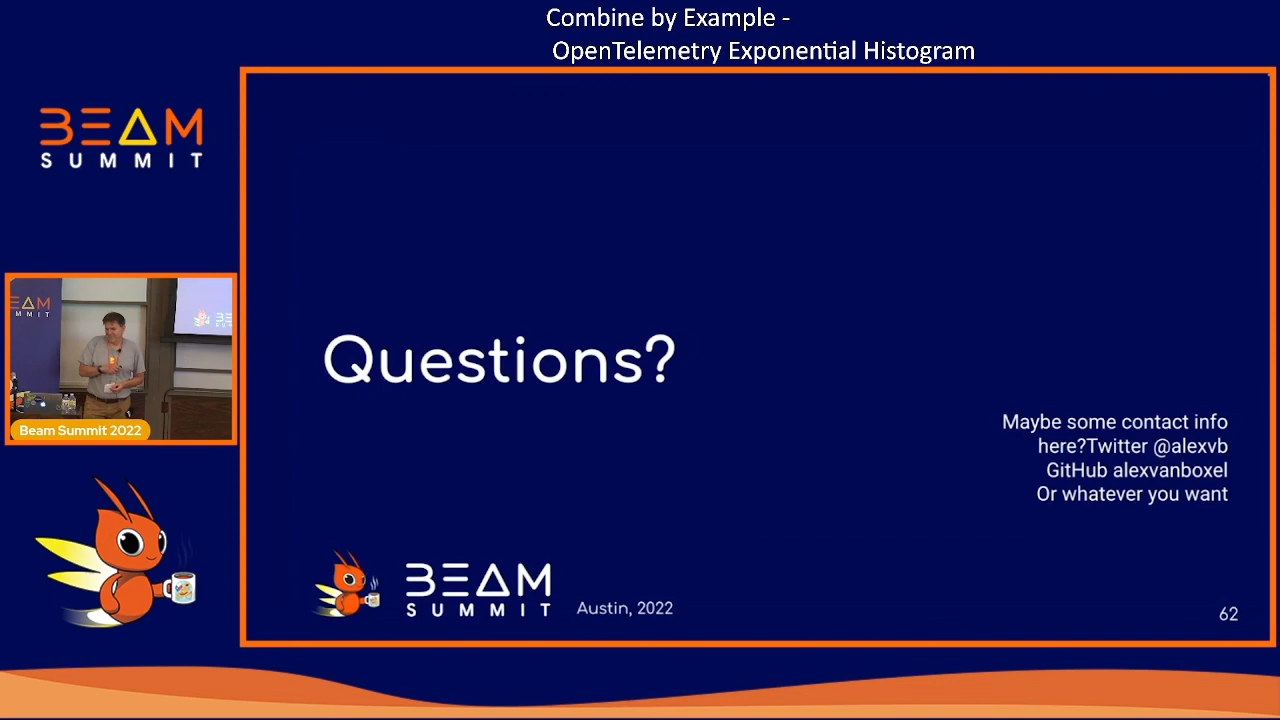 Combine by Example -
OpenTelemetry Exponential Histogram
BEAM
SUMMIT
Beam Summit 2022
Questions?
Maybe some contact info
here?Twitter @alexvb
GitHub alexvanboxel
Or whatever you want
BEAM
SUMMIT
Austin, 2022
62